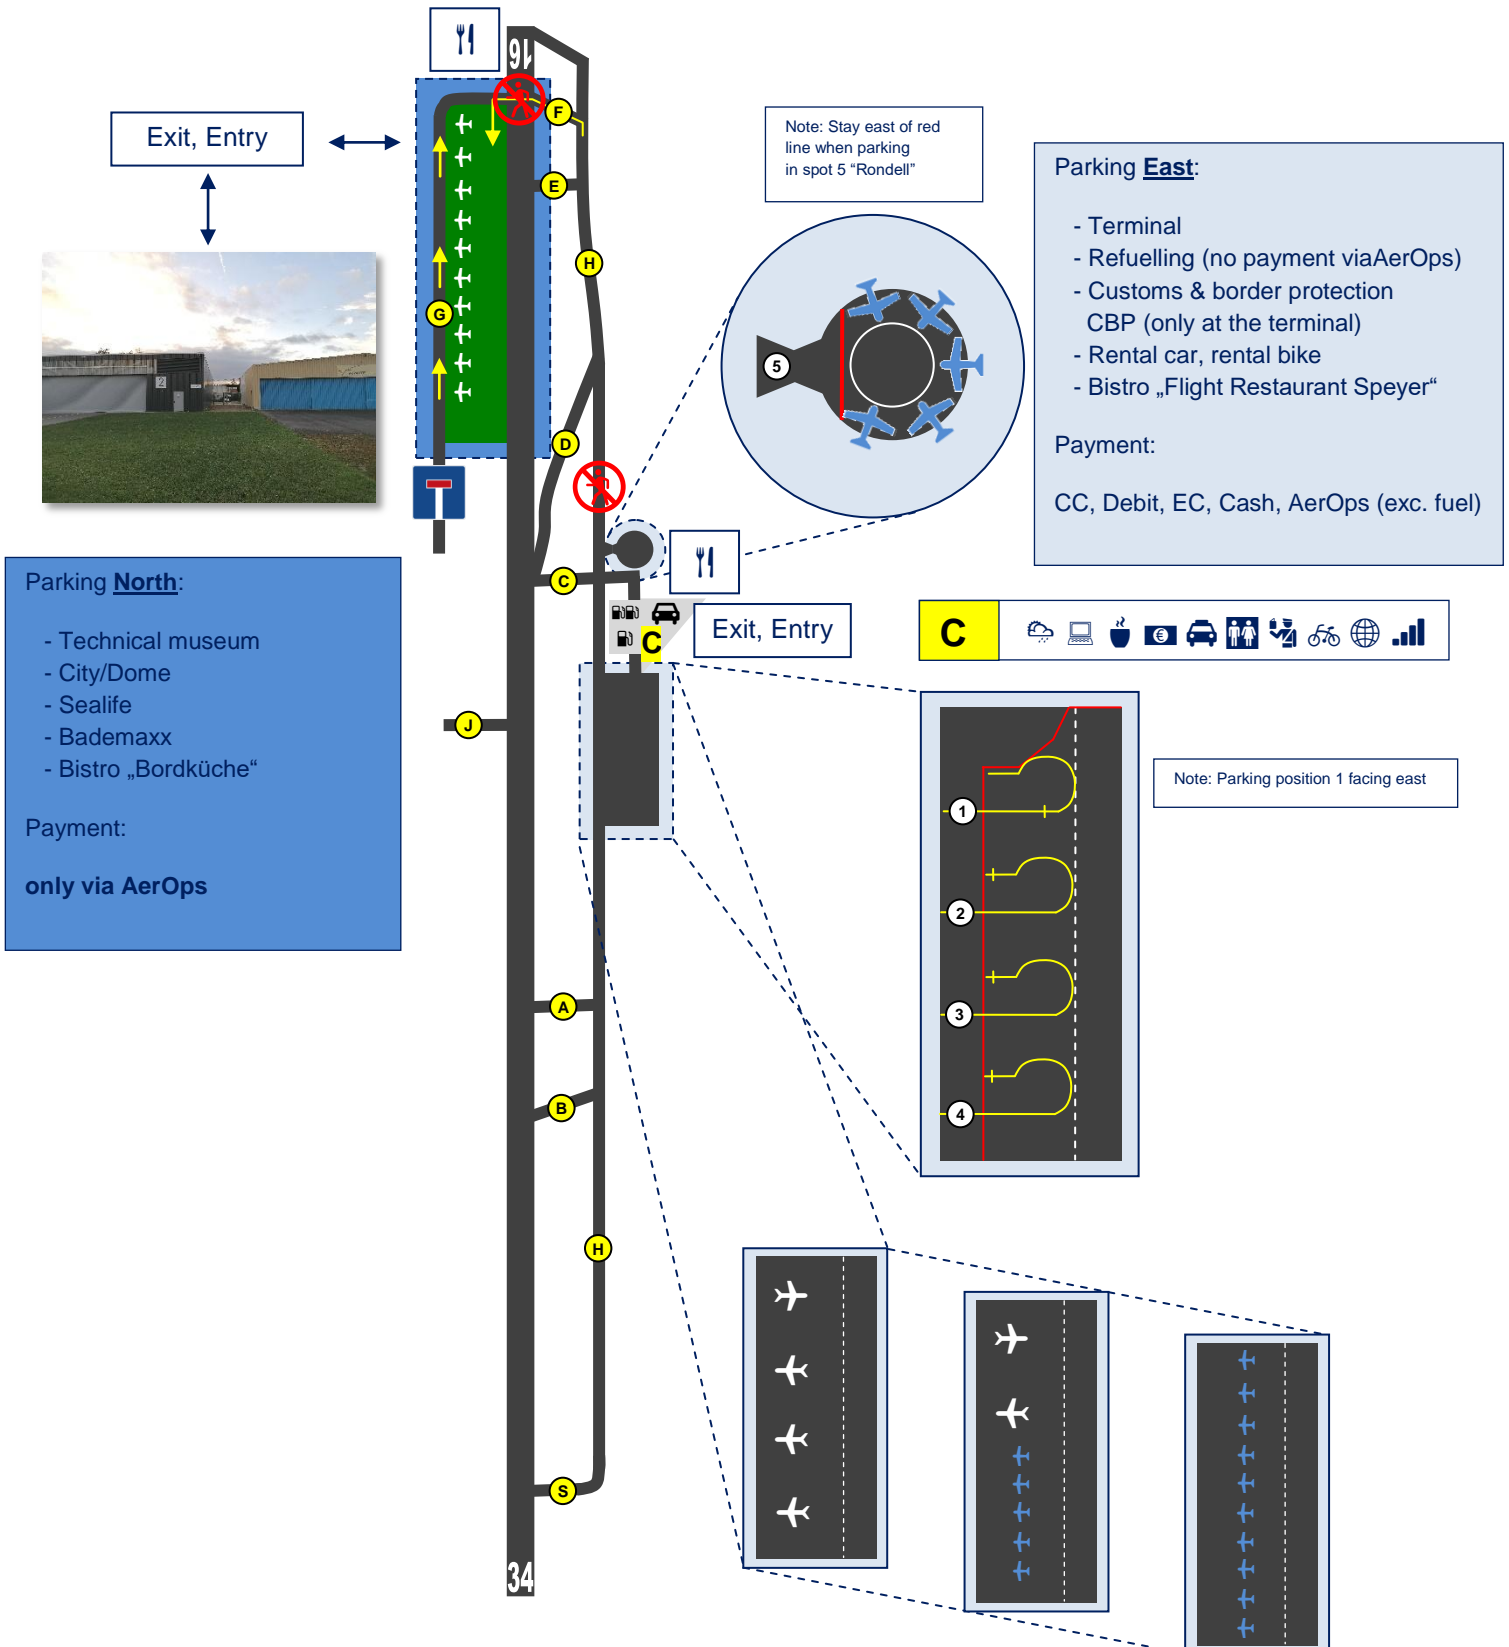 16
F
Exit, Entry
Note: Stay east of red
line when parking
in spot 5 "Rondell"
E
H
G
2
5
D
Parking East:
- Terminal
- Refuelling (no payment viaAerOps)
- Customs & border protection
CBP (only at the terminal)
- Rental car, rental bike
- Bistro „Flight Restaurant Speyer“
Payment:
CC, Debit, EC, Cash, AerOps (exc. fuel)
Parking North:
- Technical museum
- City/Dome
- Sealife
- Bademaxx
- Bistro „Bordküche“
Payment:
only via AerOps
C
C
Exit, Entry
C
€
J
1
2
3
4
Note: Parking position 1 facing east
A
B
H
S
34